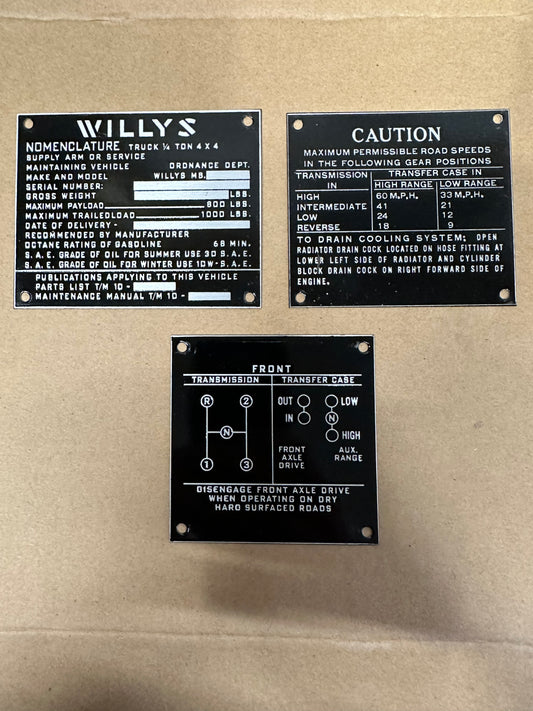 WILLYS
NOMENCLATURE TRUCK ¼ TON 4 X 4
SUPPLY ARM OR SERVICE
MAINTAINING VEHICLE ORDNANCE DEPT.
MAKE AND MODEL WILLYS MB.
SERIAL NUMBER:
GROSS WEIGHT LBS.
MAXIMUM PAYLOAD 800 LBS.
MAXIMUM TRAILEDLOAD 1000 LBS.
DATE OF DELIVERY -
RECOMMENDED BY MANUFACTURER
OCTANE RATING OF GASOLINE 68 MIN.
S.A.E. GRADE OF OIL FOR SUMMER USE 30 S.A.E.
S.A.E. GRADE OF OIL FOR WINTER USE 10W-S.A.E.
PUBLICATIONS APPLYING TO THIS VEHICLE
PARTS LIST T/M 10 -
MAINTENANCE MANUAL T/M 10 -
CAUTION
MAXIMUM PERMISSIBLE ROAD SPEEDS
IN THE FOLLOWING GEAR POSITIONS
TRANSMISSION IN TRANSFER CASE IN
HIGH RANGE LOW RANGE
HIGH 60 M.P.H. 33 M.P.H.
INTERMEDIATE 41 21
LOW 24 12
REVERSE 18 9
TO DRAIN COOLING SYSTEM; OPEN
RADIATOR DRAIN COCK LOCATED ON HOSE FITTING AT
LOWER LEFT SIDE OF RADIATOR AND CYLINDER
BLOCK DRAIN COCK ON RIGHT FORWARD SIDE OF
ENGINE.
FRONT
TRANSMISSION TRANSFER CASE
R 2 OUT LOW
IN N
N HIGH
1 3
FRONT AUX.
AXLE RANGE
DRIVE
DISENGAGE FRONT AXLE DRIVE
WHEN OPERATING ON DRY
HARD SURFACED ROADS